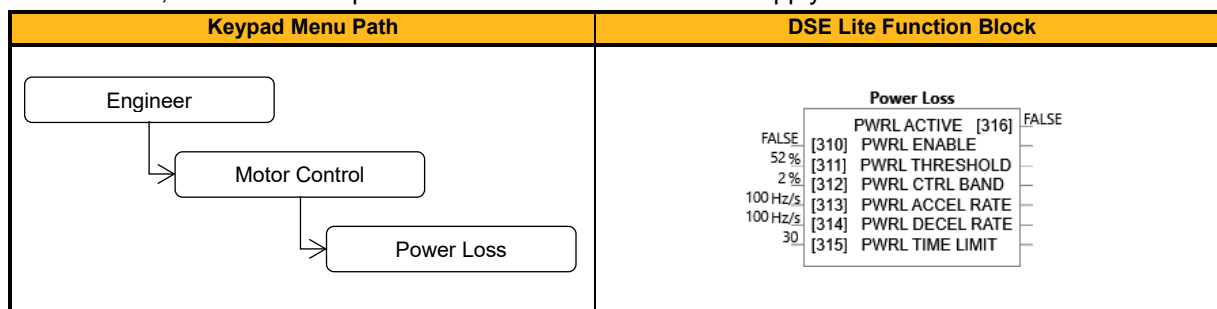 Keypad Menu Path
DSE Lite Function Block
Engineer
Motor Control
Power Loss
Power Loss
PWRL ACTIVE [316] FALSE
FALSE [310] PWRL ENABLE
52 % [311] PWRL THRESHOLD
2 % [312] PWRL CTRL BAND
100 Hz/s [313] PWRL ACCEL RATE
100 Hz/s [314] PWRL DECEL RATE
30 [315] PWRL TIME LIMIT